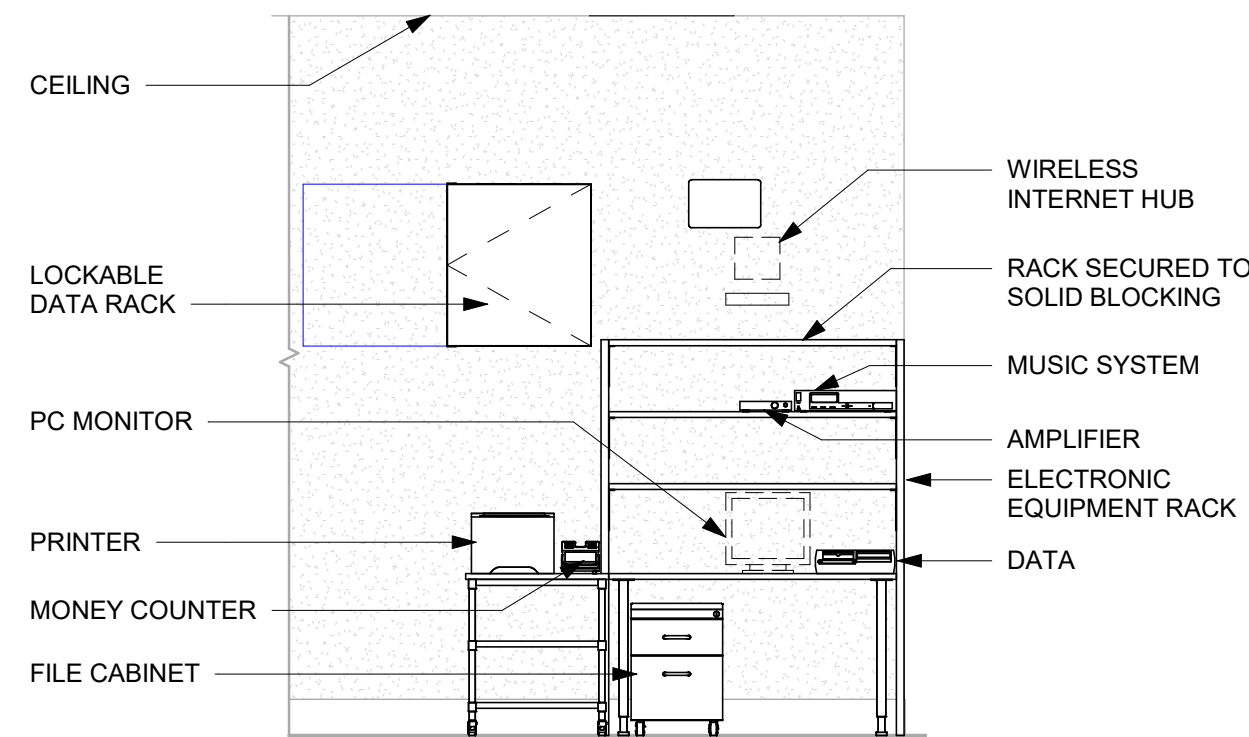 CEILING
LOCKABLE
DATA RACK
PC MONITOR
PRINTER
MONEY COUNTER
FILE CABINET
WIRELESS
INTERNET HUB
RACK SECURED TO
SOLID BLOCKING
MUSIC SYSTEM
AMPLIFIER
ELECTRONIC
EQUIPMENT RACK
DATA